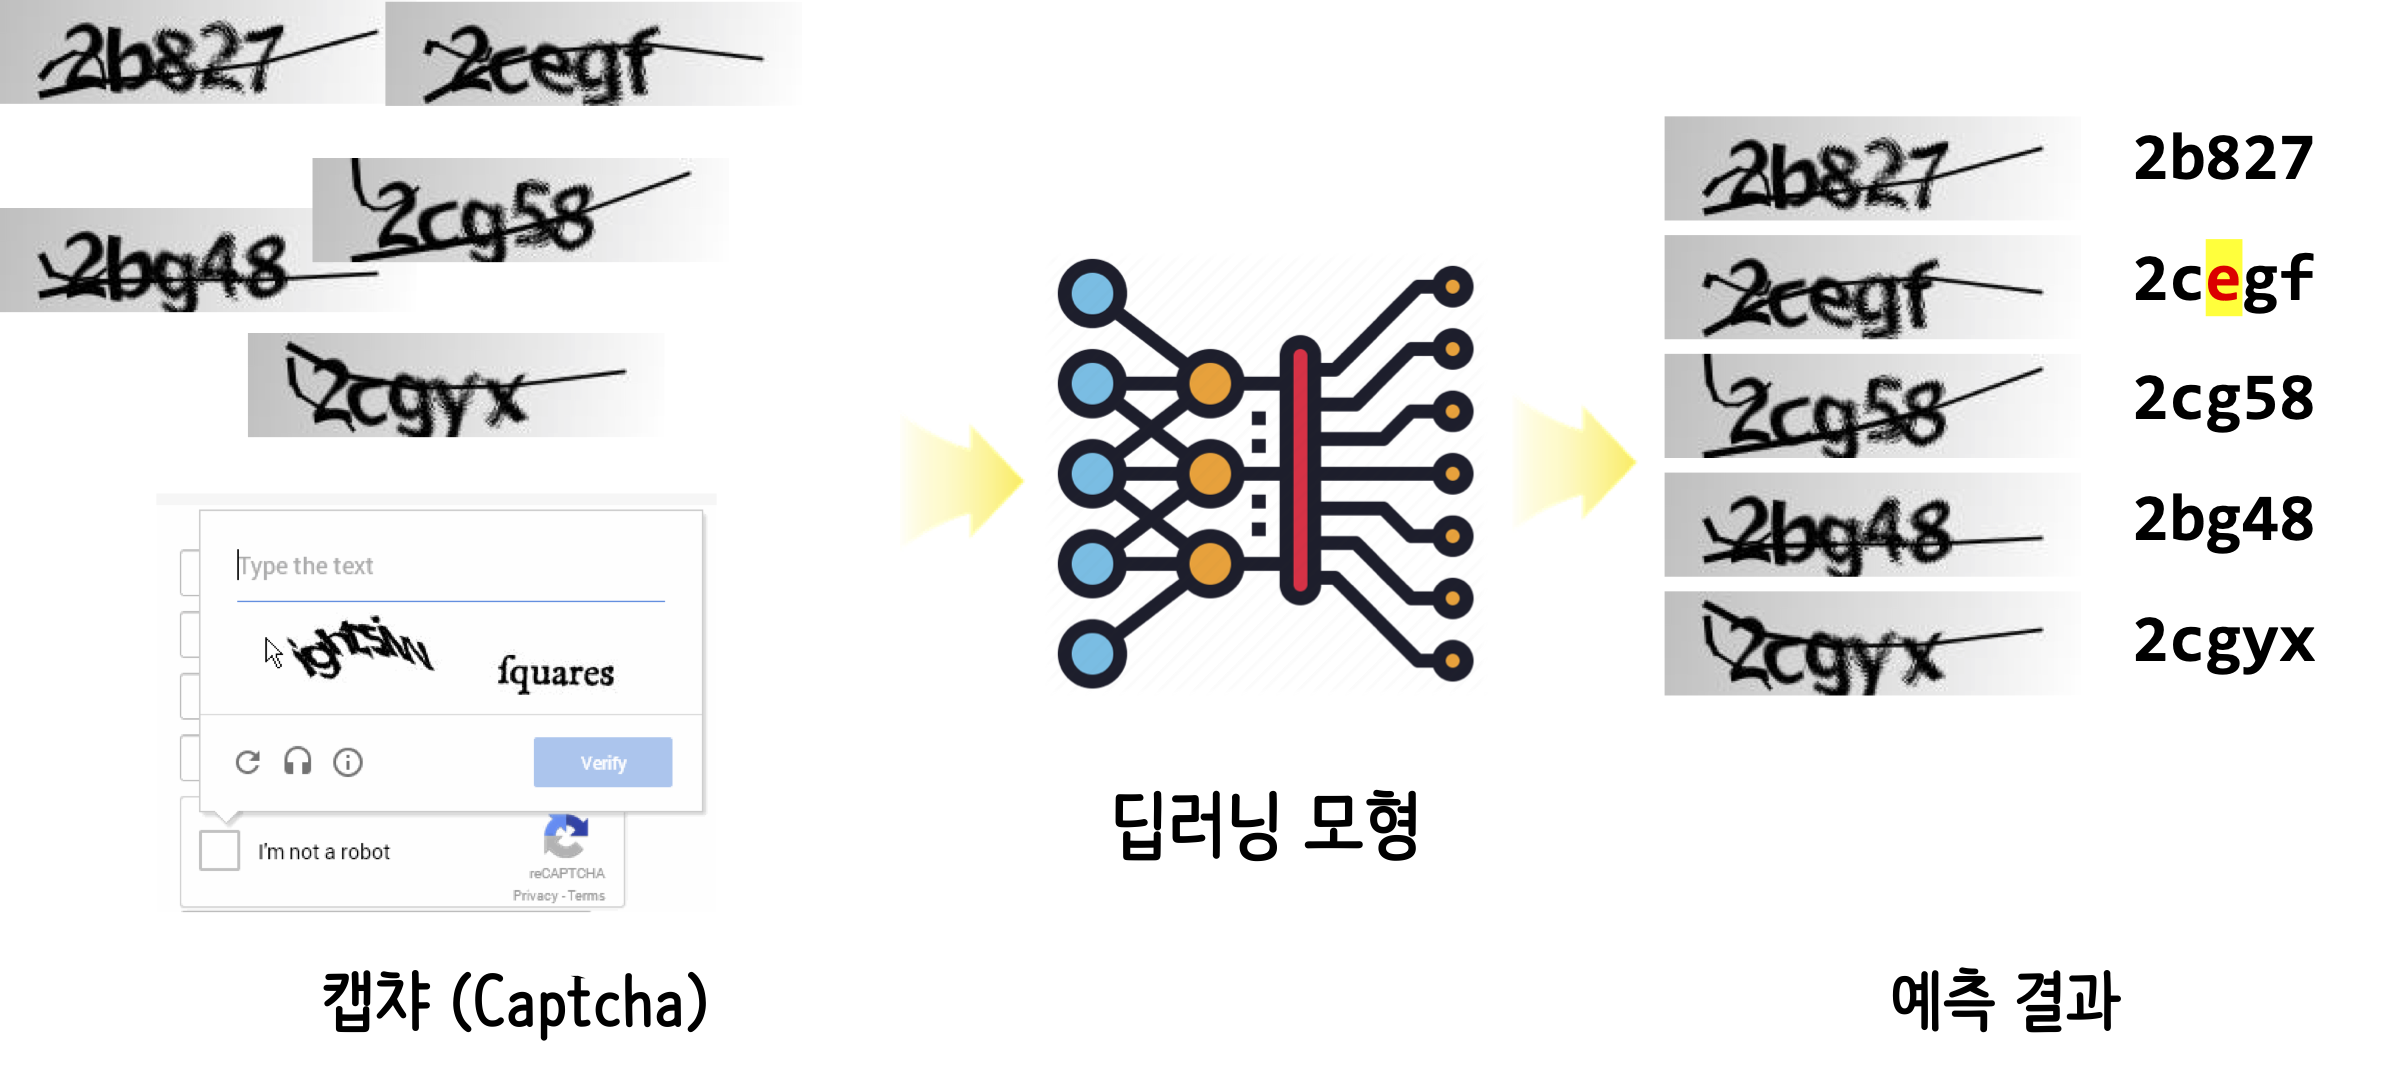 2b827
2cegf
2cg58
2bg48
2cgyx
Type the text
ightsiw
fquares
Verify
I'm not a robot
reCAPTCHA
Privacy - Terms
캡챠 (Captcha)
딥러닝 모형
2b827 2b827
2cegf 2cegf
2cg58 2cg58
2bg48 2bg48
2cgyx 2cgyx
예측 결과